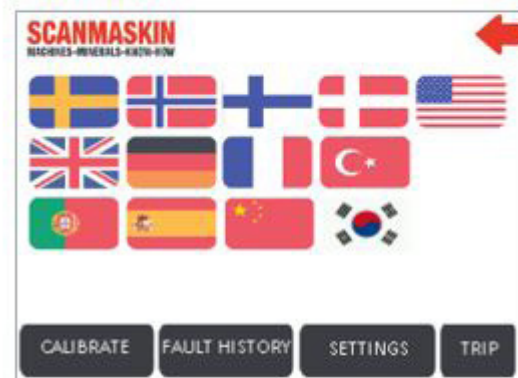 SCANMASKIN
MACHINES-MINERALS-KNOW-HOW
CALIBRATE
FAULT HISTORY
SETTINGS
TRIP